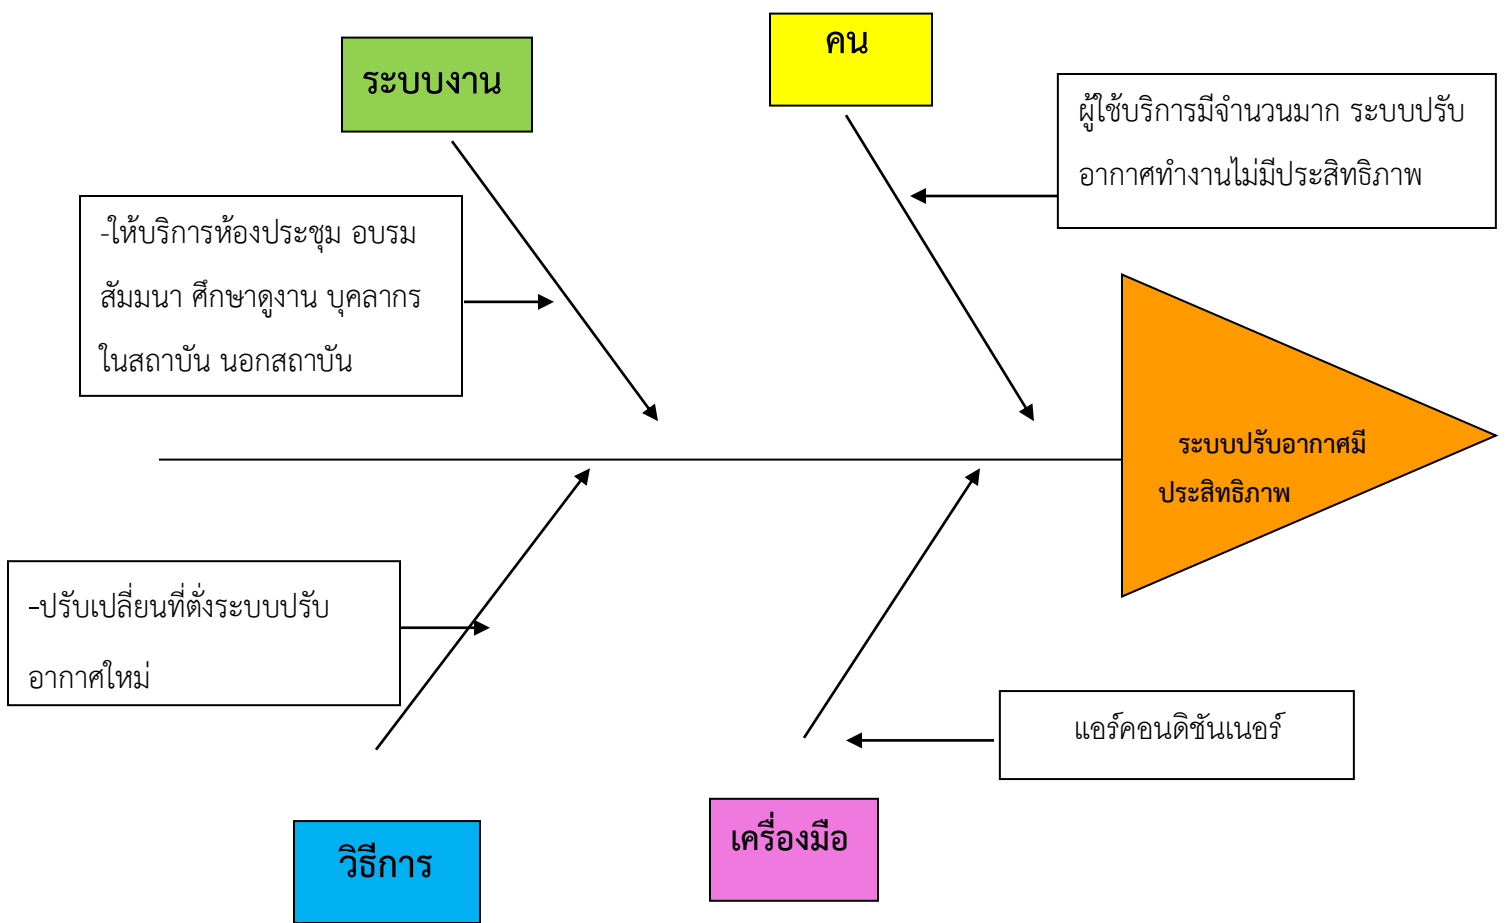 คน
ระบบงาน
ผู้ใช้บริการมีจำนวนมาก ระบบปรับ
อากาศทำงานไม่มีประสิทธิภาพ
-ให้บริการห้องประชุม อบรม
สัมมนา ศึกษาดูงาน บุคลากร
ในสถาบัน นอกสถาบัน
ระบบปรับอากาศมี
ประสิทธิภาพ
-ปรับเปลี่ยนที่ตั่งระบบปรับ
อากาศใหม่
แอร์คอนดิชันเนอร์
เครื่องมือ
วิธีการ